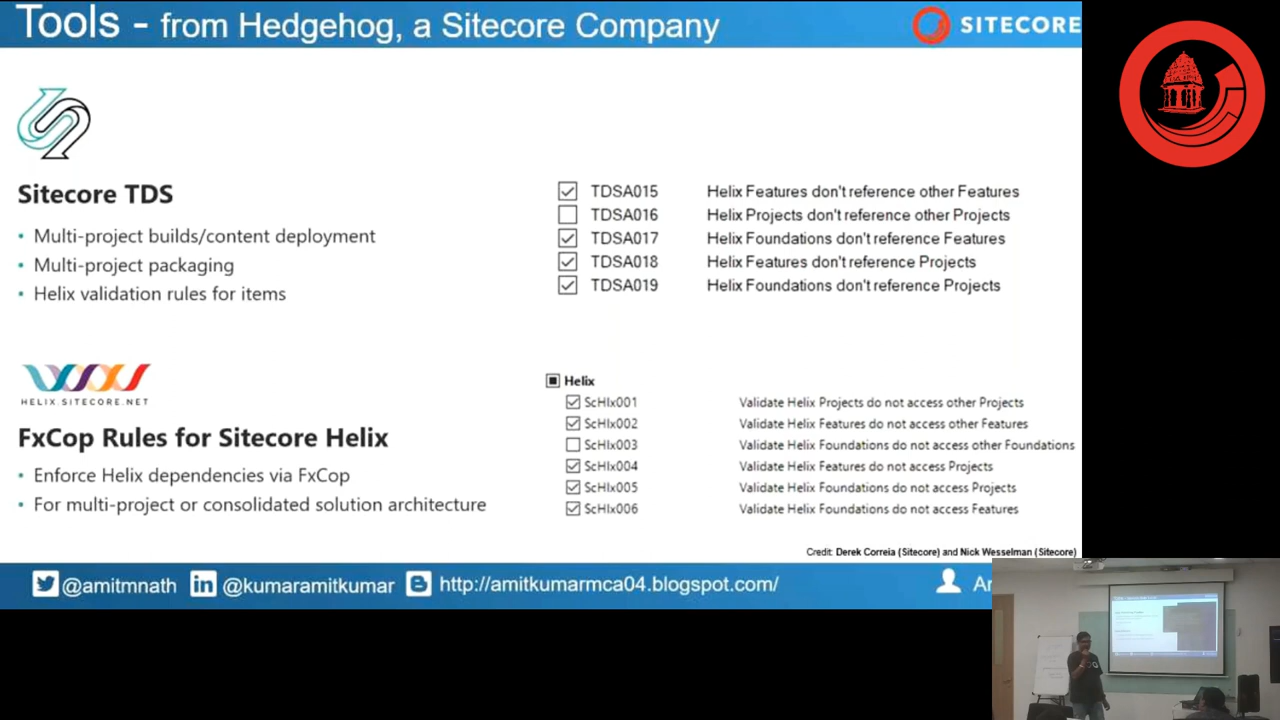 Tools - from Hedgehog, a Sitecore Company
SITECORE
Sitecore TDS
• Multi-project builds/content deployment
• Multi-project packaging
• Helix validation rules for items
TDSA015 Helix Features don't reference other Features
TDSA016 Helix Projects don't reference other Projects
TDSA017 Helix Foundations don't reference Features
TDSA018 Helix Features don't reference Projects
TDSA019 Helix Foundations don't reference Projects
HELIX.SITECORE.NET
FxCop Rules for Sitecore Helix
• Enforce Helix dependencies via FxCop
• For multi-project or consolidated solution architecture
Helix
ScHlx001 Validate Helix Projects do not access other Projects
ScHlx002 Validate Helix Features do not access other Features
ScHlx003 Validate Helix Foundations do not access other Foundations
ScHlx004 Validate Helix Features do not access Projects
ScHlx005 Validate Helix Foundations do not access Projects
ScHlx006 Validate Helix Foundations do not access Features
Credit: Derek Correia (Sitecore) and Nick Wesselman (Sitecore)
@amitmnath @kumaramitkumar http://amitkumarmca04.blogspot.com/